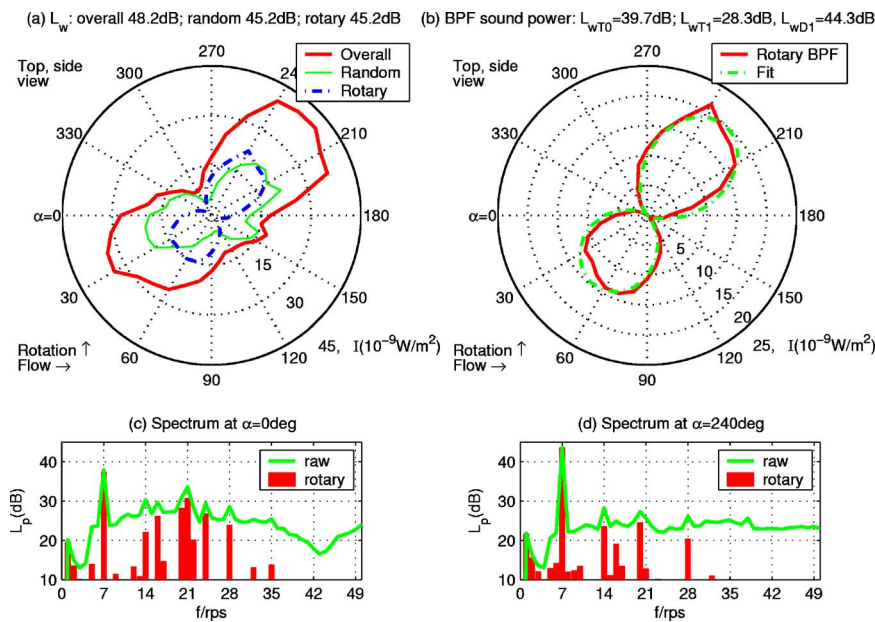 (a) L_w: overall 48.2dB; random 45.2dB; rotary 45.2dB
Top, side
view
270
300
24
330
210
α=0
180
30
150
60
120
90
15
30
45, I(10^-9W/m^2)
Overall
Random
Rotary
Rotation ↑
Flow →
(b) BPF sound power: L_wT0=39.7dB; L_wT1=28.3dB, L_wD1=44.3dB
Top, side
view
270
300
330
210
α=0
180
30
150
60
120
90
5
10
15
20
25, I(10^-9W/m^2)
Rotary BPF
Fit
Rotation ↑
Flow →
(c) Spectrum at α=0deg
L_p(dB)
40
30
20
10
raw
rotary
0 7 14 21 28 35 42 49
f/rps
(d) Spectrum at α=240deg
L_p(dB)
40
30
20
10
raw
rotary
0 7 14 21 28 35 42 49
f/rps